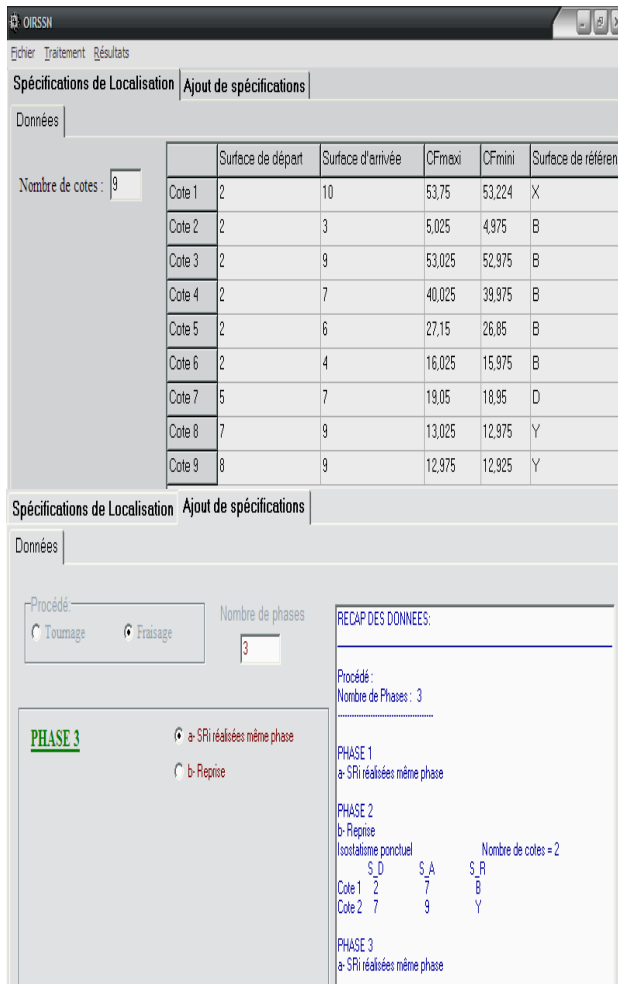 OIRSSN
Fichier Traitement Résultats
Spécifications de Localisation Ajout de spécifications
Données
Nombre de cotes : 9
Surface de départ Surface d'arrivée CFmaxi CFmini Surface de référen
Cote 1 2 10 53,75 53,224 X
Cote 2 2 3 5,025 4,975 B
Cote 3 2 9 53,025 52,975 B
Cote 4 2 7 40,025 39,975 B
Cote 5 2 6 27,15 26,85 B
Cote 6 2 4 16,025 15,975 B
Cote 7 5 7 19,05 18,95 D
Cote 8 7 9 13,025 12,975 Y
Cote 9 8 9 12,975 12,925 Y
Spécifications de Localisation Ajout de spécifications
Données
Procédé:
Tournage Fraisage
Nombre de phases
3
PHASE 3
a- SRi réalisées même phase
b- Reprise
RECAP DES DONNEES:
Procédé :
Nombre de Phases : 3
PHASE 1
a- SRi réalisées même phase
PHASE 2
b- Reprise
Isostatisme ponctuel Nombre de cotes = 2
S_D S_A S_R
Cote 1 2 7 B
Cote 2 7 9 Y
PHASE 3
a- SRi réalisées même phase